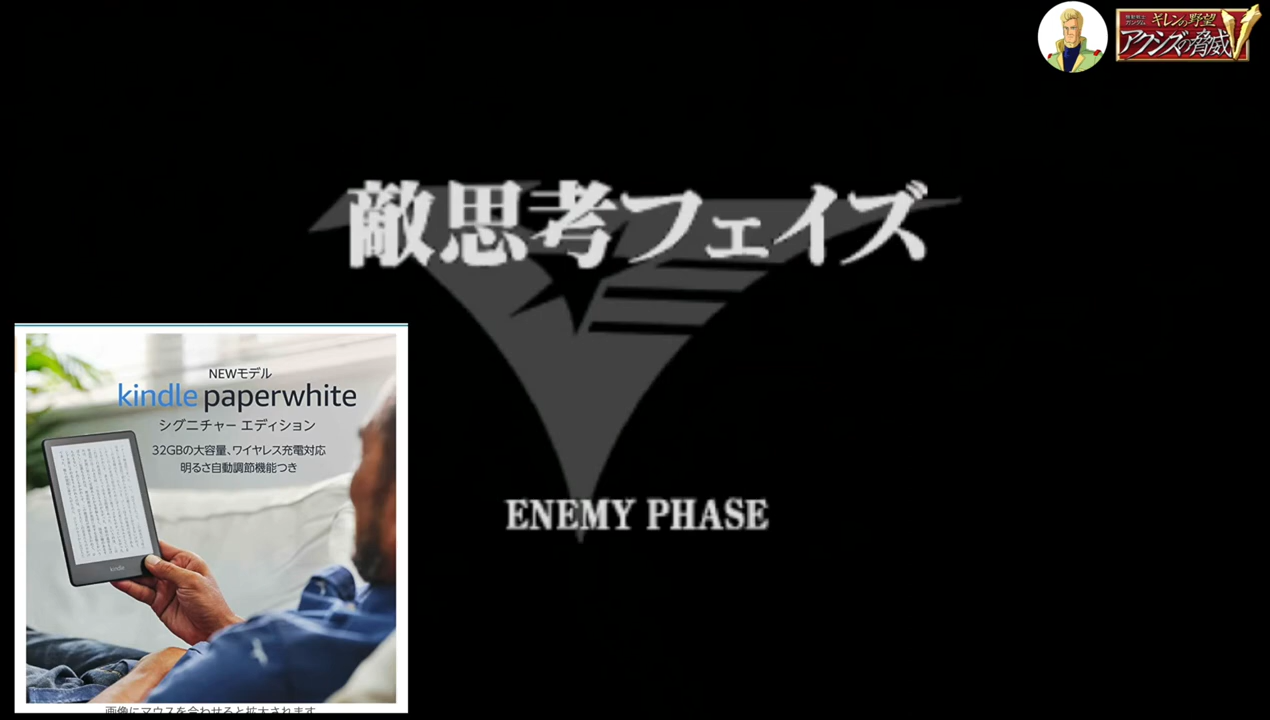 機動戦士
ガンダム
ギレンの野望
アクシズの脅威V
敵思考フェイズ
ENEMY PHASE
NEWモデル
kindle paperwhite
シグニチャー エディション
32GBの大容量、ワイヤレス充電対応
明るさ自動調節機能つき
kindle
画像にマウスを合わせると拡大されます